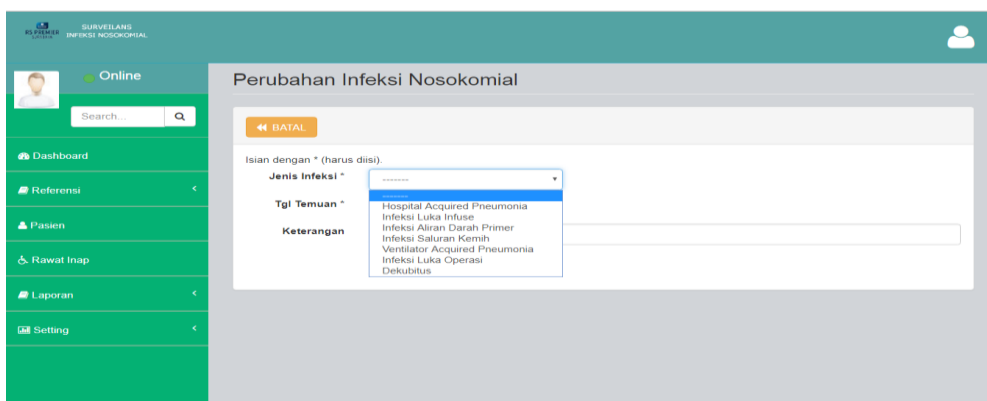 RS PREMIER
SURVEILANS
INFEKSI NOSOKOMIAL
Online
Search...
Dashboard
Referensi
Pasien
Rawat Inap
Laporan
Setting
Perubahan Infeksi Nosokomial
BATAL
Isian dengan * (harus diisi).
Jenis Infeksi *
-------
-------
Hospital Acquired Pneumonia
Infeksi Luka Infuse
Infeksi Aliran Darah Primer
Infeksi Saluran Kemih
Ventilator Acquired Pneumonia
Infeksi Luka Operasi
Dekubitus
Tgl Temuan *
Keterangan